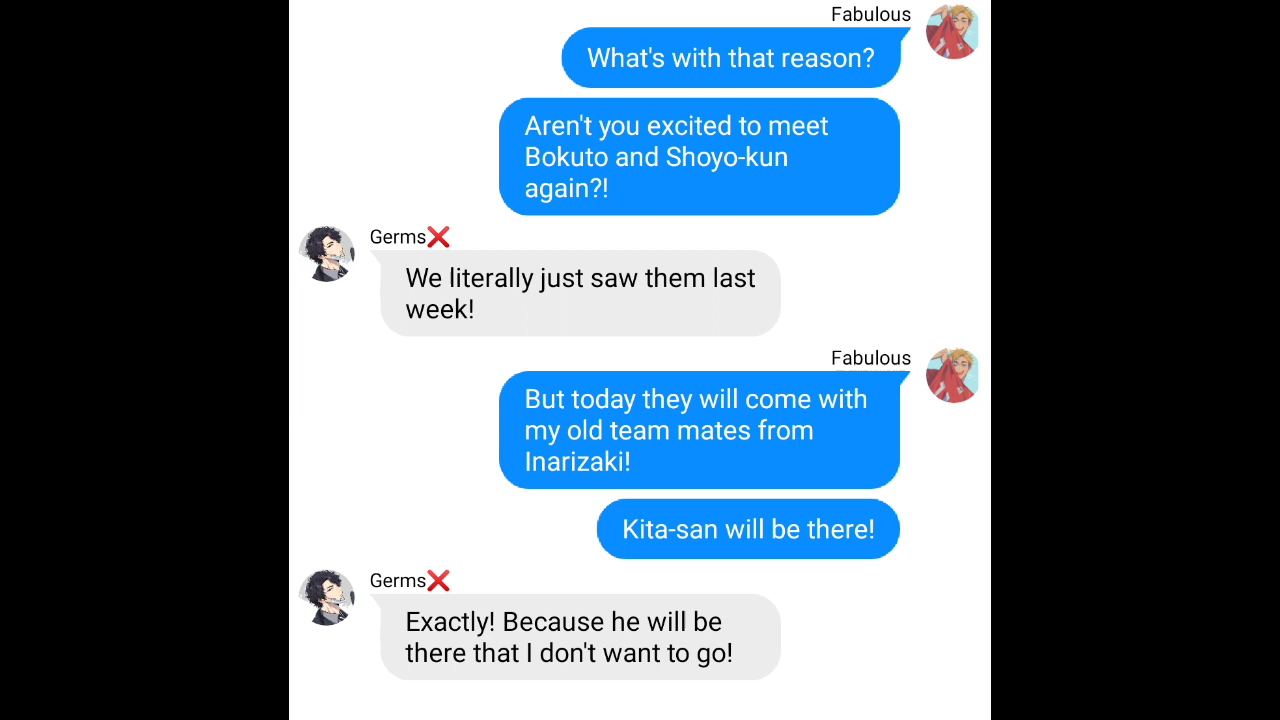 Fabulous
What's with that reason?
Aren't you excited to meet
Bokuto and Shoyo-kun
again?!
Germs❌
We literally just saw them last
week!
Fabulous
But today they will come with
my old team mates from
Inarizaki!
Kita-san will be there!
Germs❌
Exactly! Because he will be
there that I don't want to go!